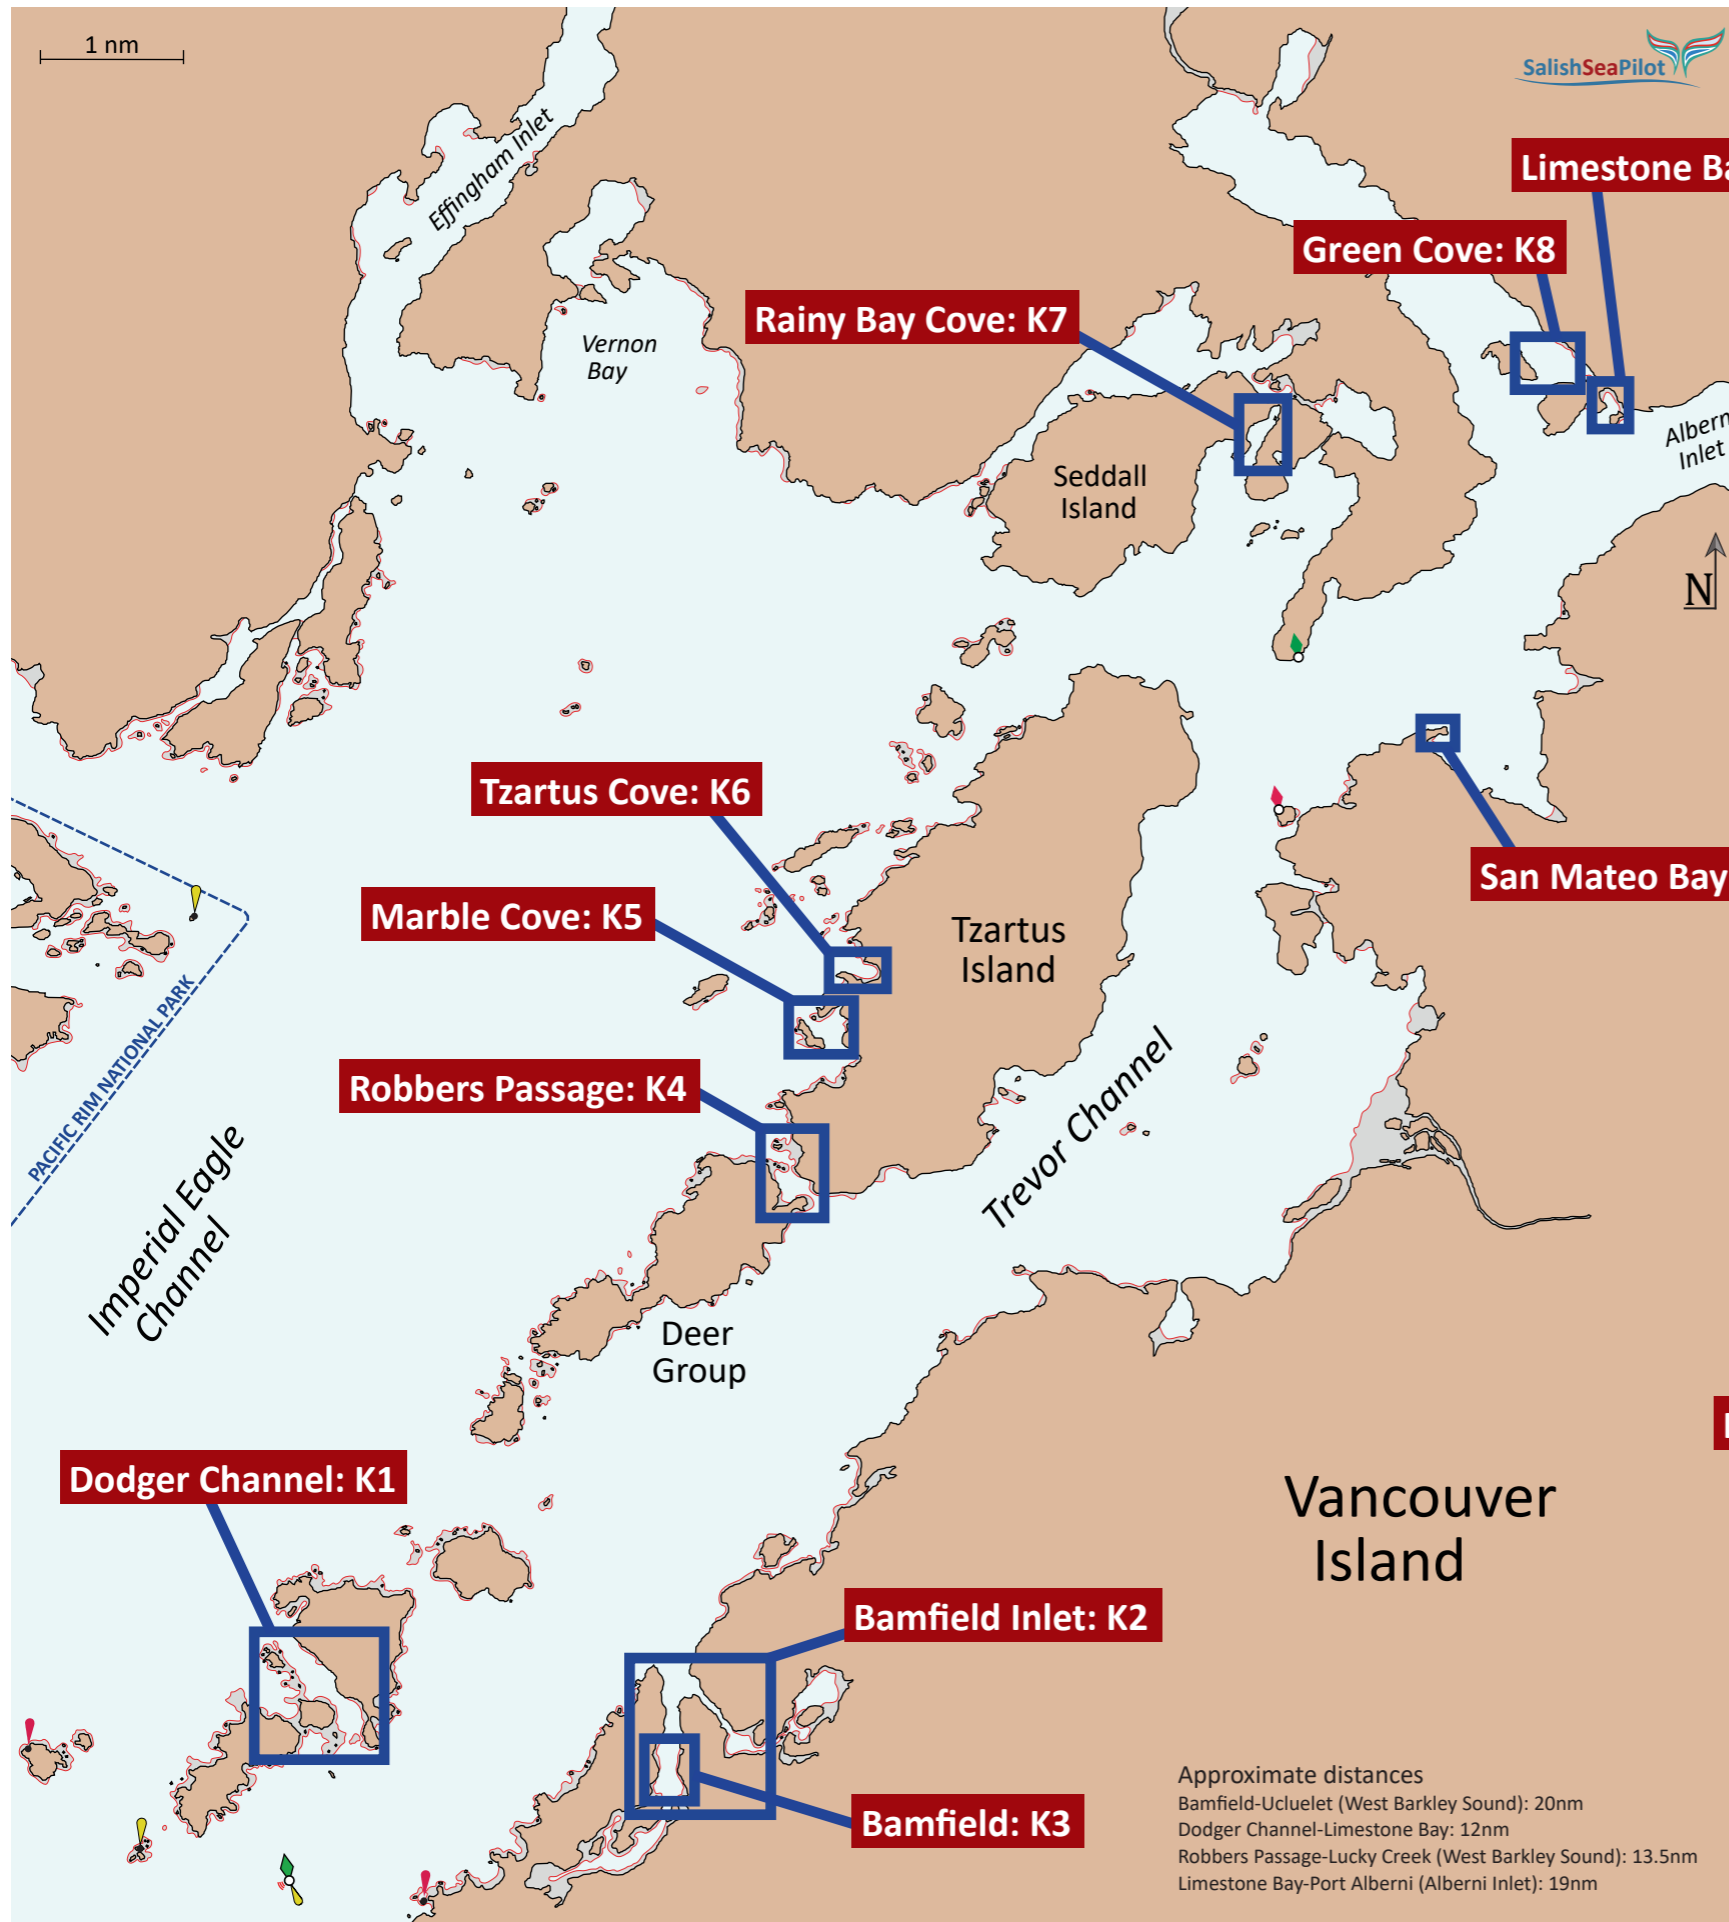 1 nm
SalishSeaPilot
Effingham Inlet
Limestone Ba
Green Cove: K8
Rainy Bay Cove: K7
Vernon
Bay
Albern
Inlet
Seddall
Island
N
Tzartus Cove: K6
San Mateo Bay
Marble Cove: K5
Tzartus
Island
PACIFIC RIM NATIONAL PARK
Robbers Passage: K4
Trevor Channel
Imperial Eagle
Channel
Deer
Group
Dodger Channel: K1
Vancouver
Island
Bamfield Inlet: K2
Bamfield: K3
Approximate distances
Bamfield-Ucluelet (West Barkley Sound): 20nm
Dodger Channel-Limestone Bay: 12nm
Robbers Passage-Lucky Creek (West Barkley Sound): 13.5nm
Limestone Bay-Port Alberni (Alberni Inlet): 19nm